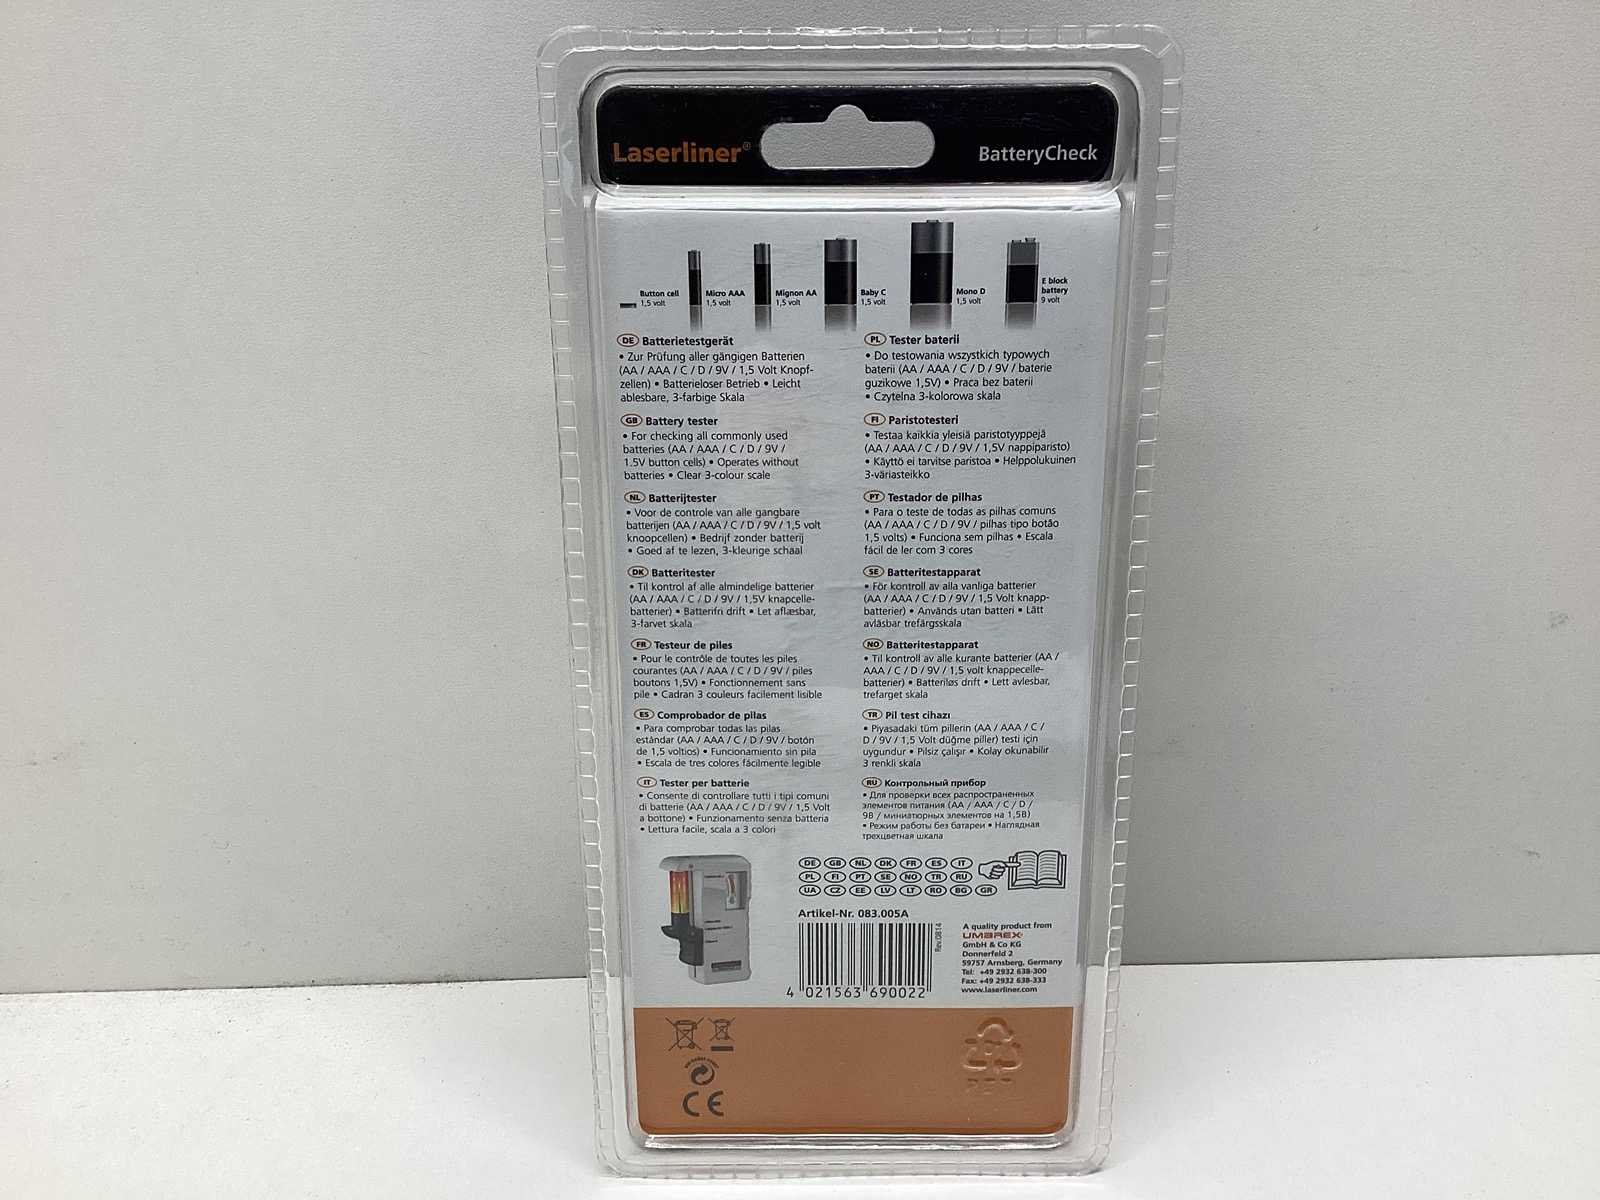 Laserliner®
BatteryCheck
Button cell
1,5 volt
Micro AAA
1,5 volt
Mignon AA
1,5 volt
Baby C
1,5 volt
Mono D
1,5 volt
E block
battery
9 volt
DE Batterietestgerät
• Zur Prüfung aller gängigen Batterien
(AA / AAA / C / D / 9V / 1,5 Volt Knopf-
zellen) • Batterieloser Betrieb • Leicht
ablesbare, 3-farbige Skala
GB Battery tester
• For checking all commonly used
batteries (AA / AAA / C / D / 9V /
1.5V button cells) • Operates without
batteries • Clear 3-colour scale
NL Batterijtester
• Voor de controle van alle gangbare
batterijen (AA / AAA / C / D / 9V / 1,5 volt
knoopcellen) • Bedrijf zonder batterij
• Goed af te lezen, 3-kleurige schaal
DK Batteritester
• Til kontrol af alle almindelige batterier
(AA / AAA / C / D / 9V / 1,5V knapcelle-
batterier) • Batterifri drift • Let aflæsbar,
3-farvet skala
FR Testeur de piles
• Pour le contrôle de toutes les piles
courantes (AA / AAA / C / D / 9V / piles
boutons 1,5V) • Fonctionnement sans
pile • Cadran 3 couleurs facilement lisible
ES Comprobador de pilas
• Para comprobar todas las pilas
estándar (AA / AAA / C / D / 9V / botón
de 1,5 voltios) • Funcionamiento sin pila
• Escala de tres colores fácilmente legible
IT Tester per batterie
• Consente di controllare tutti i tipi comuni
di batterie (AA / AAA / C / D / 9V / 1,5 Volt
a bottone) • Funzionamento senza batteria
• Lettura facile, scala a 3 colori
PL Tester baterii
• Do testowania wszystkich typowych
baterii (AA / AAA / C / D / 9V / baterie
guzikowe 1,5V) • Praca bez baterii
• Czytelna 3-kolorowa skala
FI Paristotesteri
• Testaa kaikkia yleisiä paristotyyppejä
(AA / AAA / C / D / 9V / 1,5V nappiparisto)
• Käyttö ei tarvitse paristoa • Helppolukuinen
3-väriasteikko
PT Testador de pilhas
• Para o teste de todas as pilhas comuns
(AA / AAA / C / D / 9V / pilhas tipo botão
1,5 volts) • Funciona sem pilhas • Escala
fácil de ler com 3 cores
SE Batteritestapparat
• För kontroll av alla vanliga batterier
(AA / AAA / C / D / 9V / 1,5 Volt knapp-
batterier) • Används utan batteri • Lätt
avläsbar trefärgsskala
NO Batteritestapparat
• Til kontroll av alle kurante batterier (AA /
AAA / C / D / 9V / 1,5 volt knappecelle-
batterier) • Batteriløs drift • Lett avlesbar,
trefarget skala
TR Pil test cihazı
• Piyasadaki tüm pillerin (AA / AAA / C /
D / 9V / 1,5 Volt düğme piller) testi için
uygundur • Pilsiz çalışır • Kolay okunabilir
3 renkli skala
RU Контрольный прибор
• Для проверки всех распространенных
элементов питания (AA / AAA / C / D /
9В / миниатюрных элементов на 1,5В)
• Режим работы без батареи • Наглядная
трехцветная шкала
DE GB NL DK FR ES IT
PL FI PT SE NO TR RU
UA CZ EE LV LT RO BG GR
Artikel-Nr. 083.005A
Rev.0814
4 021563 690022
A quality product from
UMAREX
GmbH & Co KG
Donnerfeld 2
59757 Arnsberg, Germany
Tel: +49 2932 638-300
Fax: +49 2932 638-333
www.laserliner.com
CE